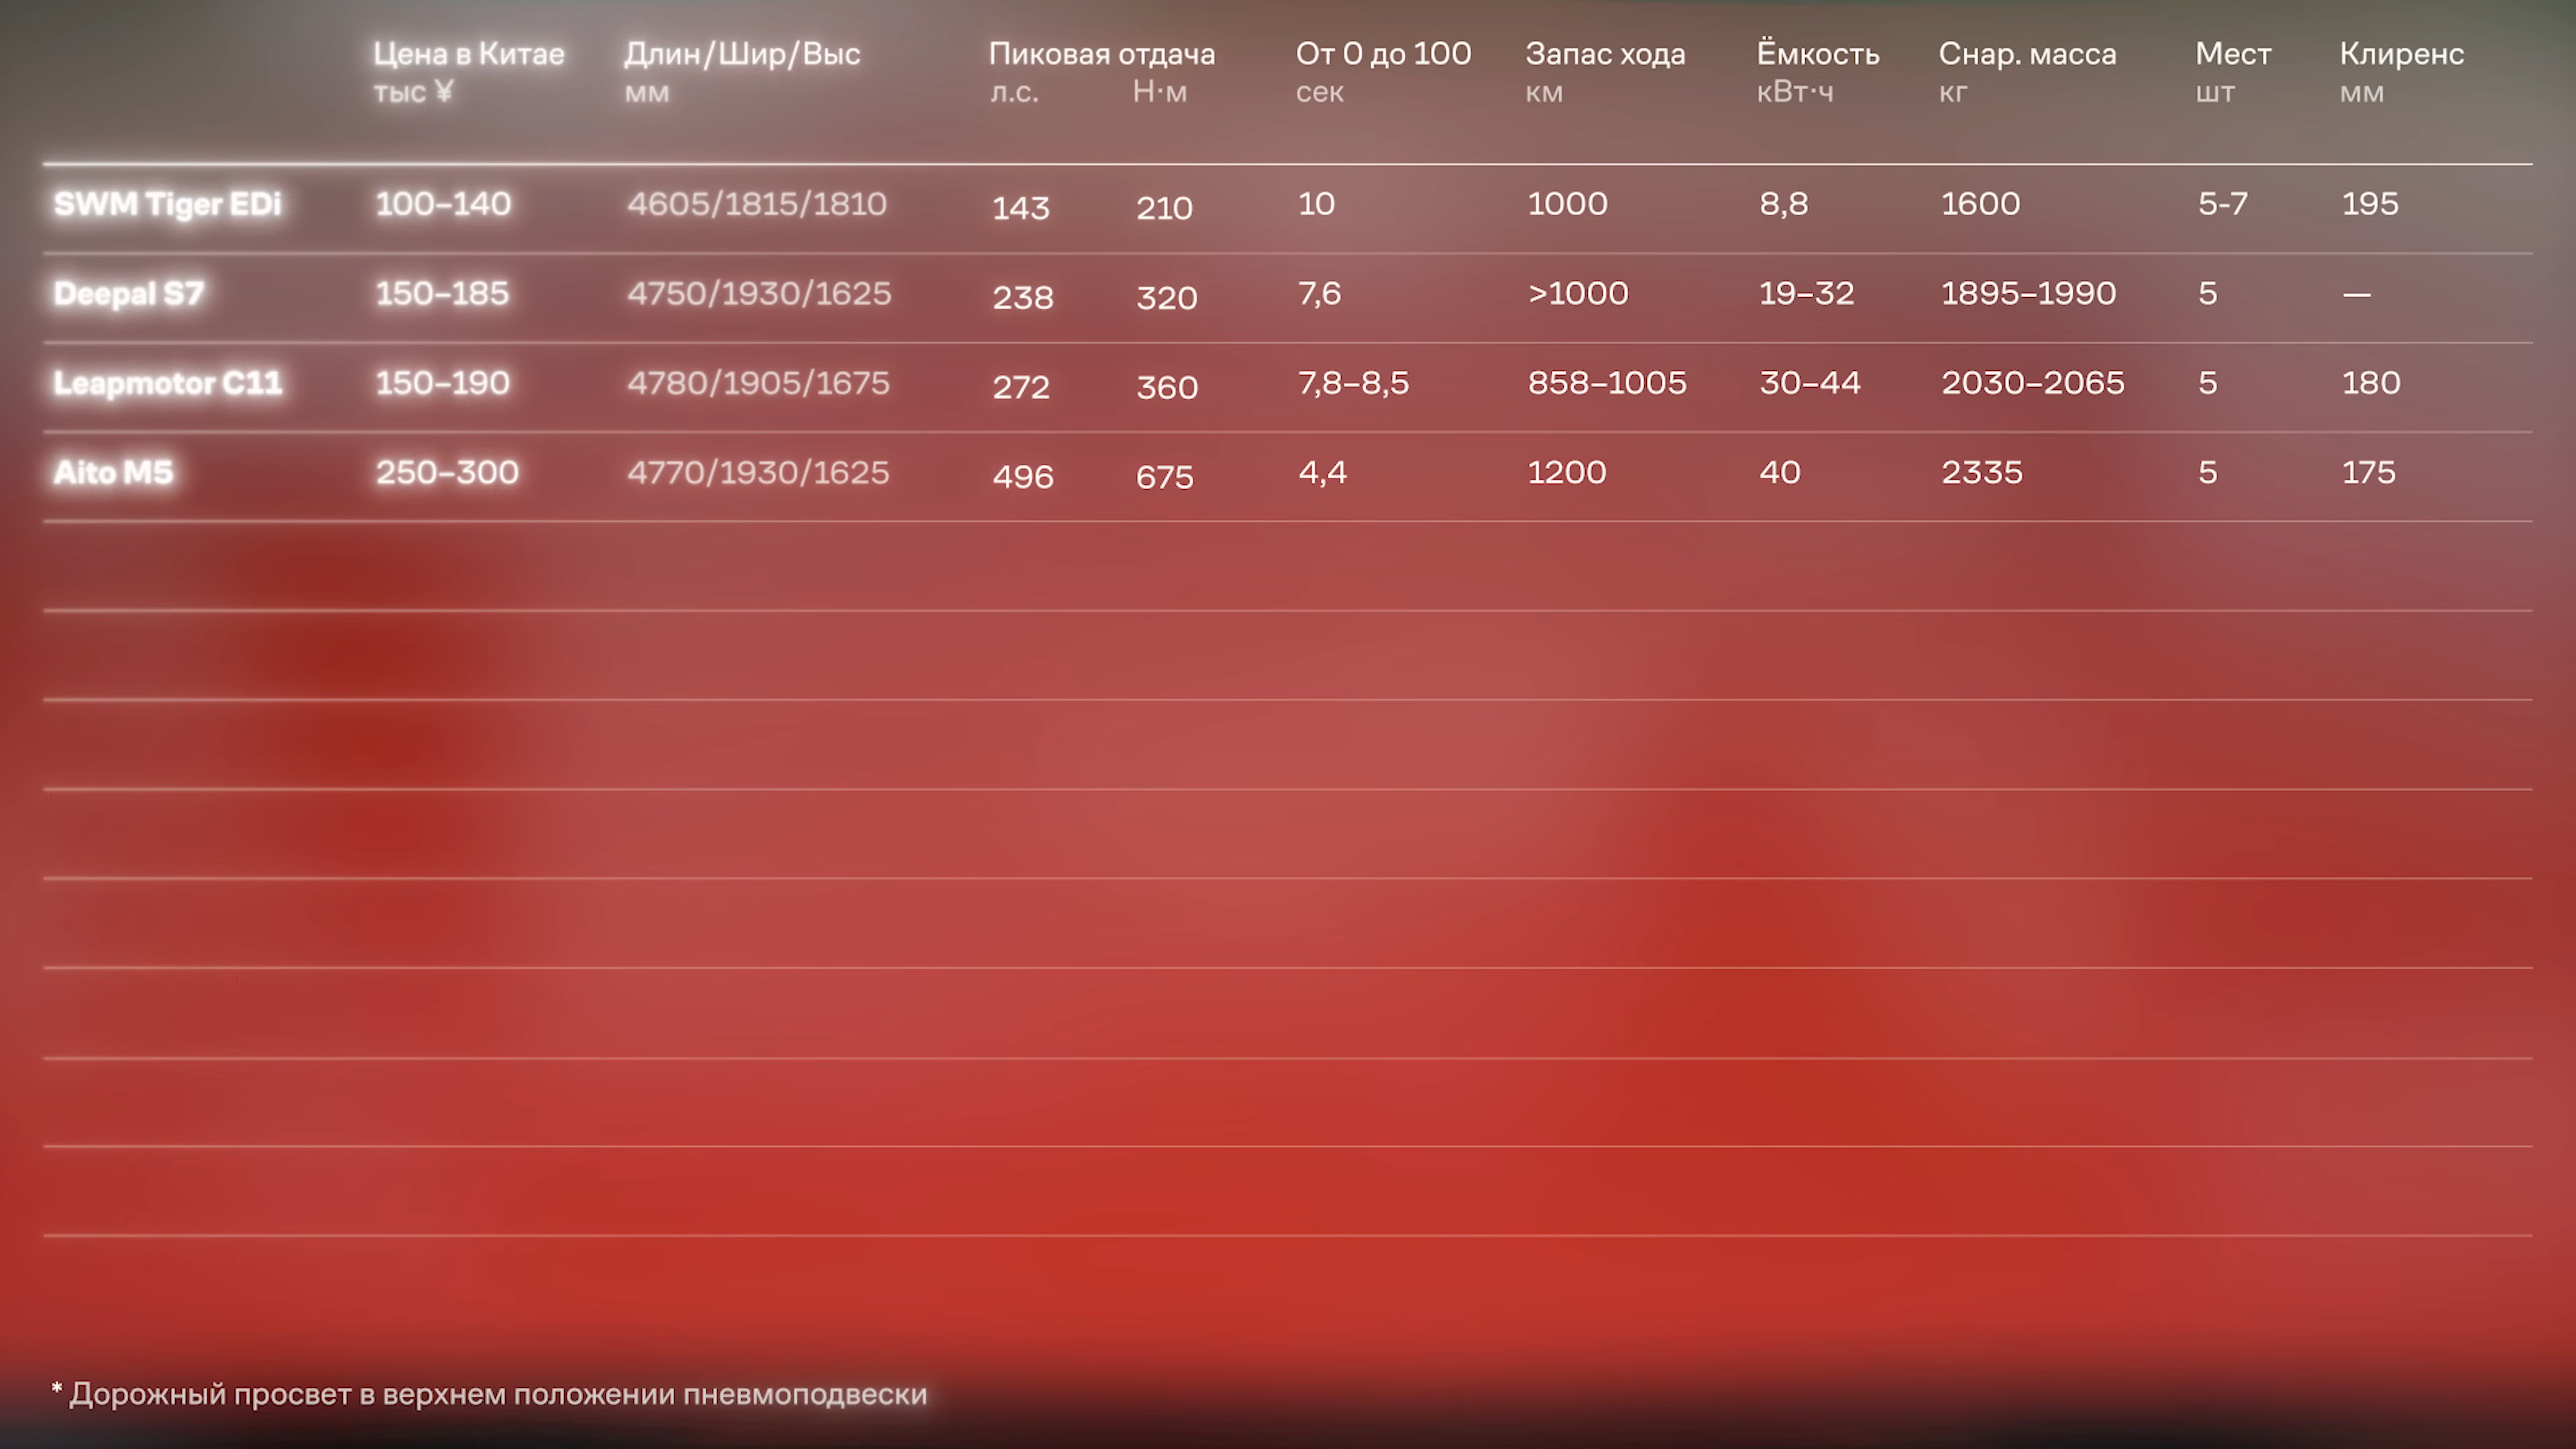 Цена в Китае Длин/Шир/Выс Пиковая отдача От 0 до 100 Запас хода Ёмкость Снар. масса Мест Клиренс
тыс ¥ мм л.с. Н·м сек км кВт·ч кг шт мм
SWM Tiger EDi 100–140 4605/1815/1810 143 210 10 1000 8,8 1600 5-7 195
Deepal S7 150–185 4750/1930/1625 238 320 7,6 >1000 19–32 1895–1990 5 —
Leapmotor C11 150–190 4780/1905/1675 272 360 7,8–8,5 858–1005 30–44 2030–2065 5 180
Aito M5 250–300 4770/1930/1625 496 675 4,4 1200 40 2335 5 175
* Дорожный просвет в верхнем положении пневмоподвески